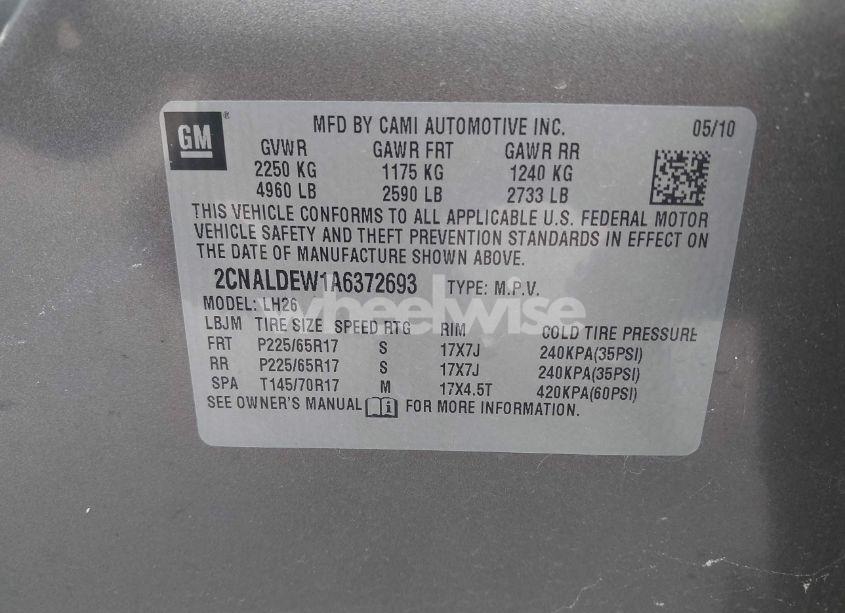 GM ®
MFD BY CAMI AUTOMOTIVE INC. 05/10
GVWR GAWR FRT GAWR RR
2250 KG 1175 KG 1240 KG
4960 LB 2590 LB 2733 LB
THIS VEHICLE CONFORMS TO ALL APPLICABLE U.S. FEDERAL MOTOR
VEHICLE SAFETY AND THEFT PREVENTION STANDARDS IN EFFECT ON
THE DATE OF MANUFACTURE SHOWN ABOVE.
2CNALDEW1A6372693 TYPE: M.P.V.
MODEL: LH26
wheelwise
LBJM TIRE SIZE SPEED RTG RIM COLD TIRE PRESSURE
FRT P225/65R17 S 17X7J 240KPA(35PSI)
RR P225/65R17 S 17X7J 240KPA(35PSI)
SPA T145/70R17 M 17X4.5T 420KPA(60PSI)
SEE OWNER'S MANUAL FOR MORE INFORMATION.